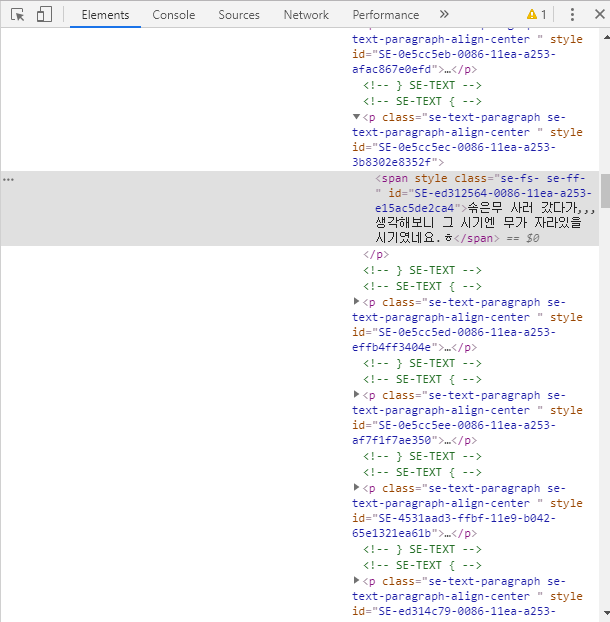 Elements Console Sources Network Performance » 1
text-paragraph-align-center " style
id="SE-0e5cc5eb-0086-11ea-a253-
afac867e0efd">…</p>
<!-- } SE-TEXT -->
<!-- SE-TEXT { -->
<p class="se-text-paragraph se-
text-paragraph-align-center " style
id="SE-0e5cc5ec-0086-11ea-a253-
3b8302e8352f">
<span style class="se-fs- se-ff-
" id="SE-ed312564-0086-11ea-a253-
e15ac5de2ca4">솎은무 사러 갔다가,,,
생각해보니 그 시기엔 무가 자라있을
시기였네요.ㅎ</span> == $0
</p>
<!-- } SE-TEXT -->
<!-- SE-TEXT { -->
<p class="se-text-paragraph se-
text-paragraph-align-center " style
id="SE-0e5cc5ed-0086-11ea-a253-
effb4ff3404e">…</p>
<!-- } SE-TEXT -->
<!-- SE-TEXT { -->
<p class="se-text-paragraph se-
text-paragraph-align-center " style
id="SE-0e5cc5ee-0086-11ea-a253-
af7f1f7ae350">…</p>
<!-- } SE-TEXT -->
<!-- SE-TEXT { -->
<p class="se-text-paragraph se-
text-paragraph-align-center " style
id="SE-4531aad3-ffbf-11e9-b042-
65e1321ea61b">…</p>
<!-- } SE-TEXT -->
<!-- SE-TEXT { -->
<p class="se-text-paragraph se-
text-paragraph-align-center " style
id="SE-ed314c79-0086-11ea-a253-